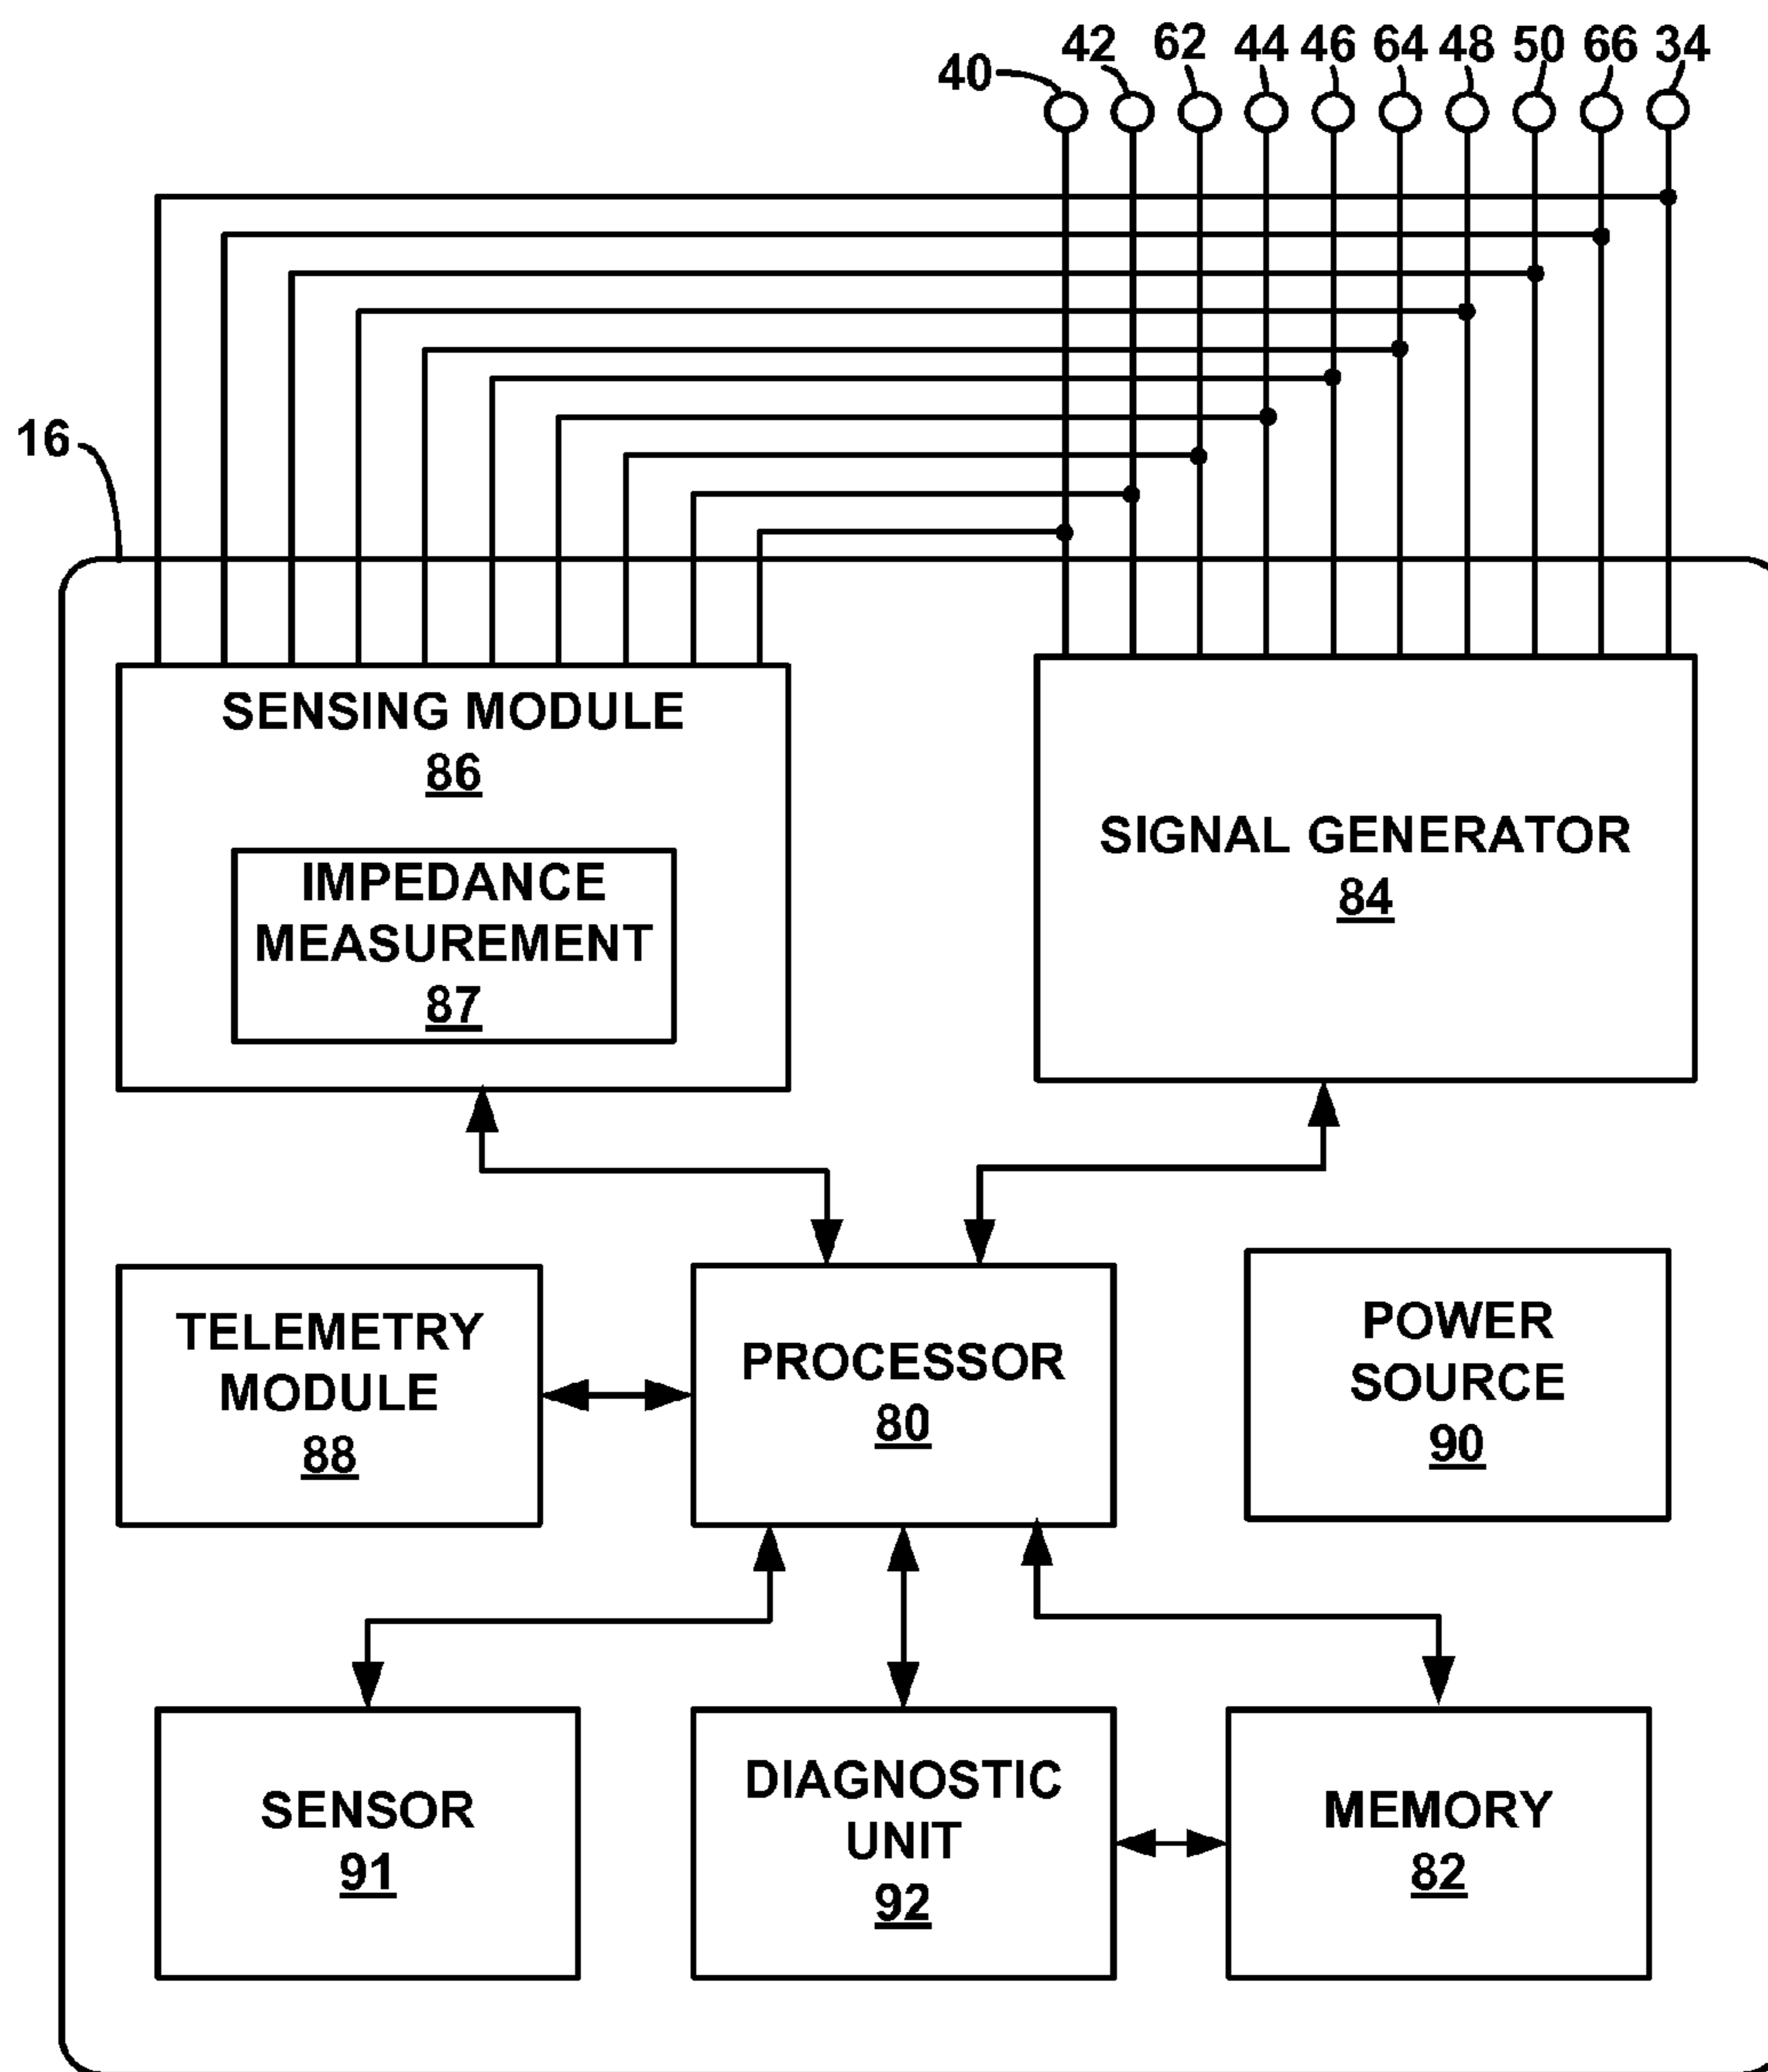 40 42 62 44 46 64 48 50 66 34
16
SENSING MODULE
86
IMPEDANCE
MEASUREMENT
87
SIGNAL GENERATOR
84
TELEMETRY
MODULE
88
PROCESSOR
80
POWER
SOURCE
90
SENSOR
91
DIAGNOSTIC
UNIT
92
MEMORY
82